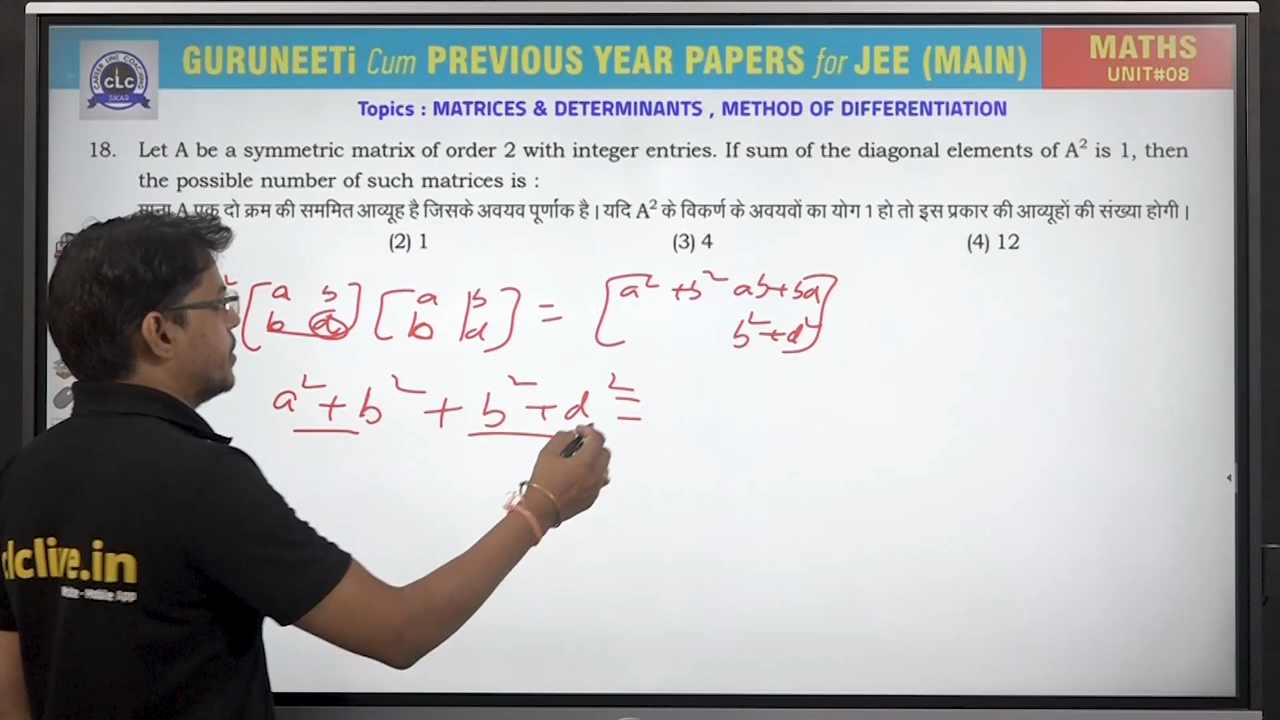 GURUNEETi Cum PREVIOUS YEAR PAPERS for JEE (MAIN)
MATHS
UNIT#08
CLC
SIKAR
Topics : MATRICES & DETERMINANTS , METHOD OF DIFFERENTIATION
18. Let A be a symmetric matrix of order 2 with integer entries. If sum of the diagonal elements of A² is 1, then
the possible number of such matrices is :
माना A एक दो क्रम की सममित आव्यूह है जिसके अवयव पूर्णांक है। यदि A² के विकर्ण के अवयवों का योग 1 हो तो इस प्रकार की आव्यूहों की संख्या होगी।
(2) 1 (3) 4 (4) 12
[a b [a b = [a² + b² ab+ba
b d] b d] b²+d²]
a² + b² + b² + d² =
clclive.in